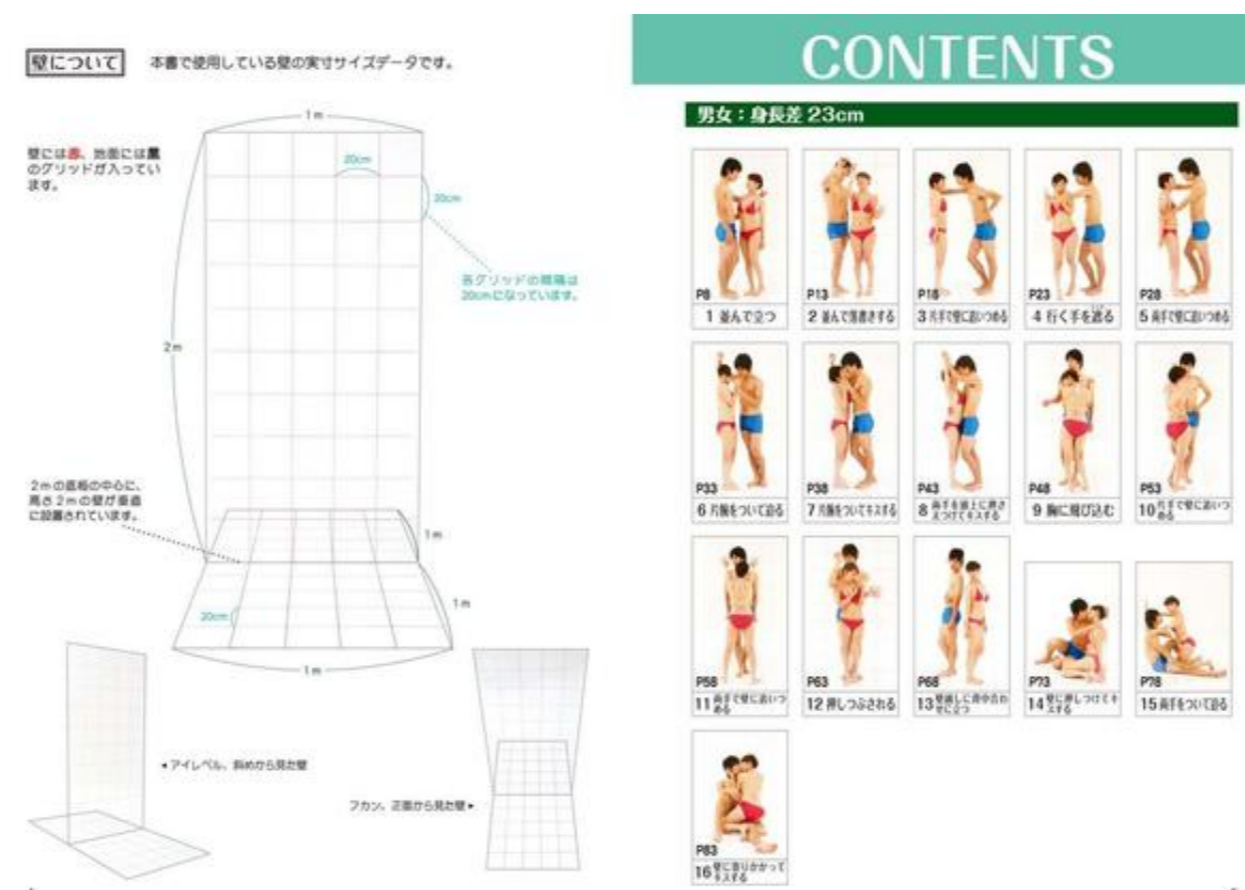 壁について
本書で使用している壁の実寸サイズデータです。
壁には赤、地面には黒
のグリッドが入ってい
ます。
1m
20cm
20cm
各グリッドの間隔は
20cmになっています。
2m
2mの底板の中心に、
高さ2mの壁が垂直
に設置されています。
1m
1m
20cm
1m
◂アイレベル、斜めから見た壁
フカン、正面から見た壁▸
CONTENTS
男女：身長差 23cm
P8
1 並んで立つ
P13
2 並んで落書きする
P18
3 片手で壁に追いつめる
P23
4 行く手を遮る
P28
5 両手で壁に追いつめる
P33
6 片腕をついて迫る
P38
7 片腕をついてキスする
P43
8 両手を頭上に押さ
えつけてキスする
P48
9 胸に飛び込む
P53
10 片手で壁に追いつ
める
P58
11 両手で壁に追いつ
める
P63
12 押しつぶされる
P68
13 壁越しに背中合わ
せに立つ
P73
14 壁に押しつけてキ
スする
P78
15 両手をついて迫る
P83
16 壁に寄りかかって
キスする